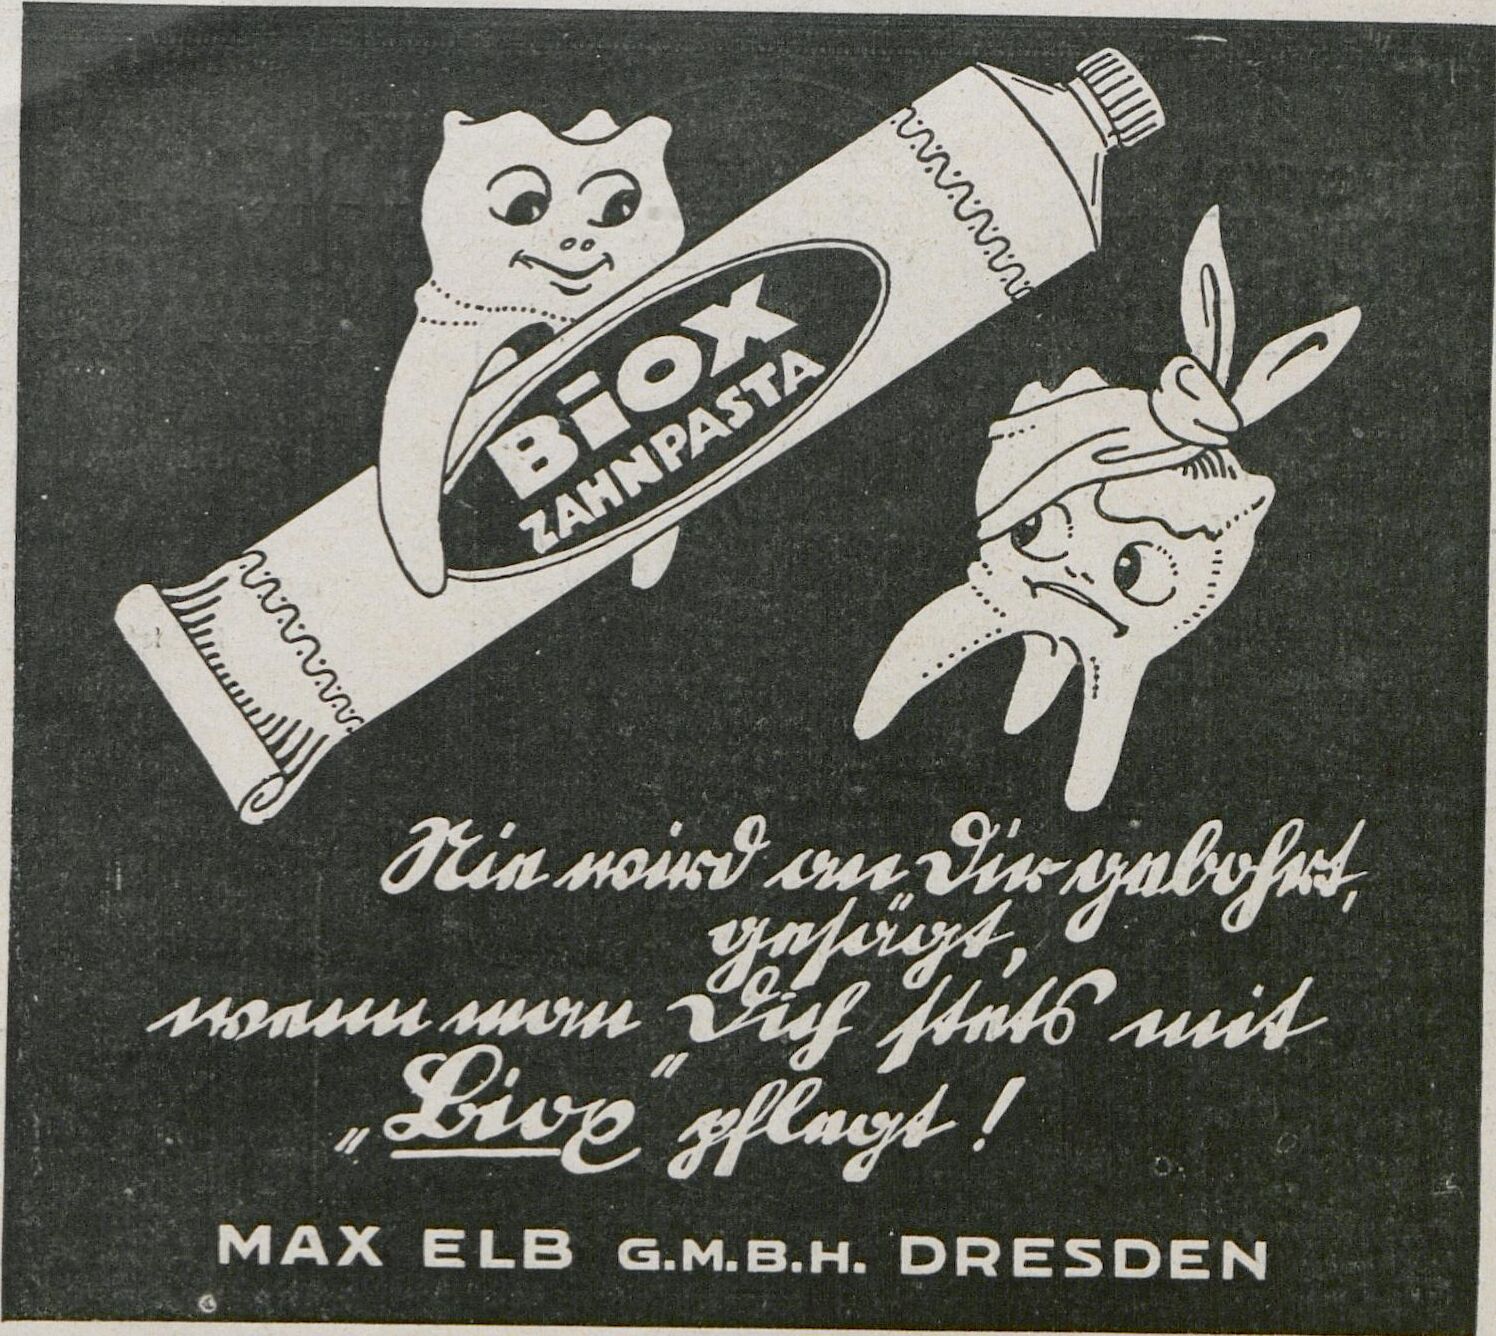 BiOX
ZAHNPASTA
Nie wird an Dir gebohrt,
gesägt,
wenn man Dich stets mit
„Biox" pflegt!
MAX ELB G.M.B.H. DRESDEN